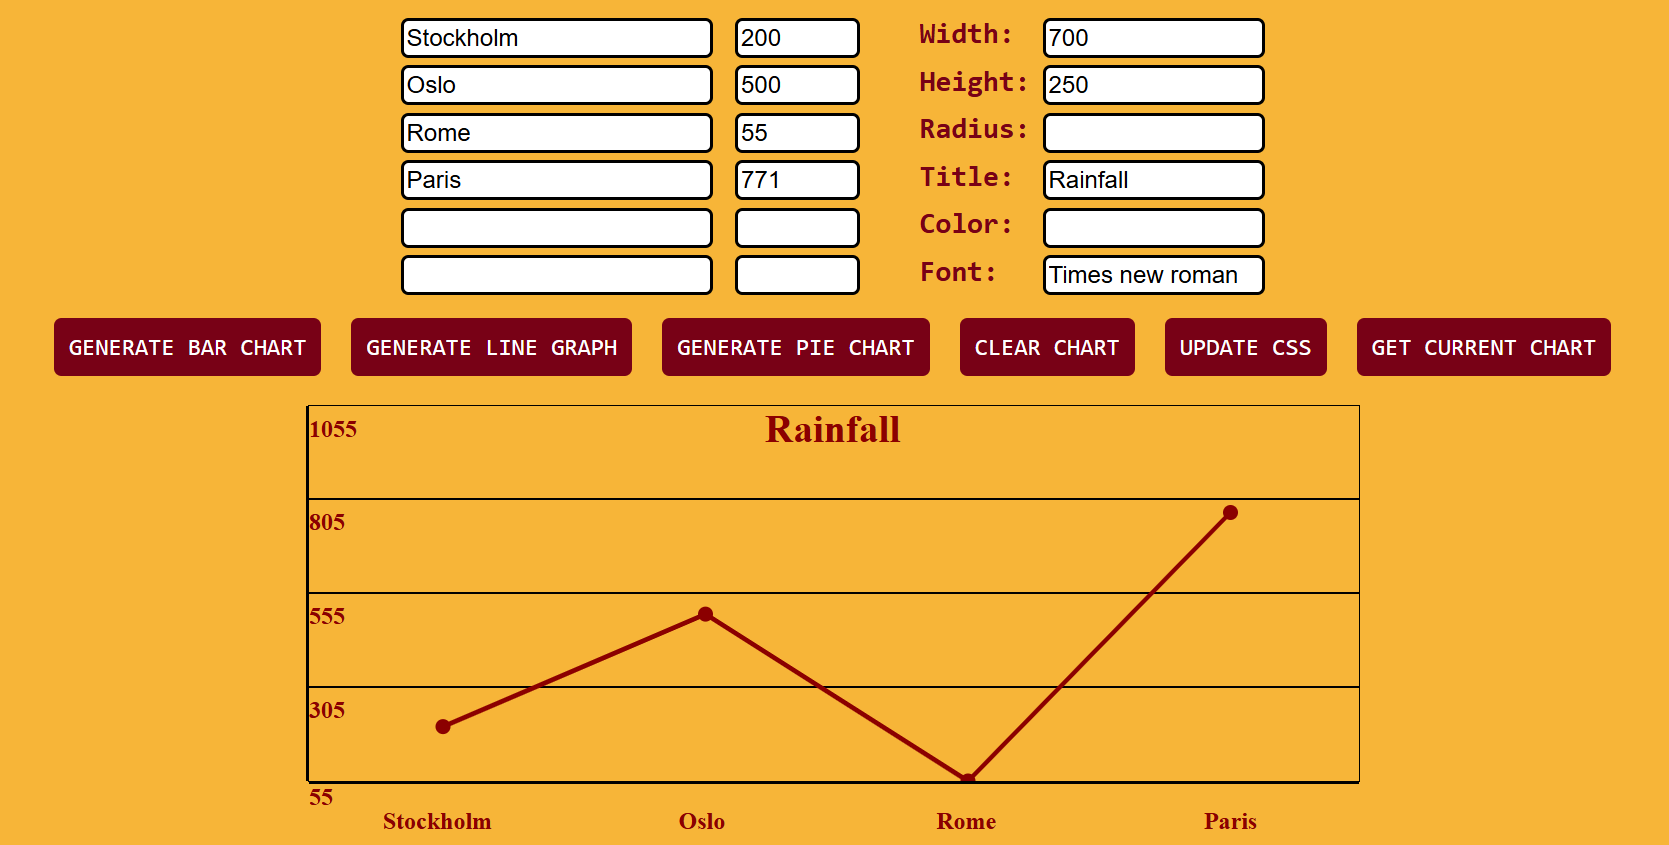 Stockholm 200 Width: 700
Oslo 500 Height: 250
Rome 55 Radius:
Paris 771 Title: Rainfall
Color:
Font: Times new roman
GENERATE BAR CHART GENERATE LINE GRAPH GENERATE PIE CHART CLEAR CHART UPDATE CSS GET CURRENT CHART
1055 Rainfall
805
555
305
55
Stockholm Oslo Rome Paris